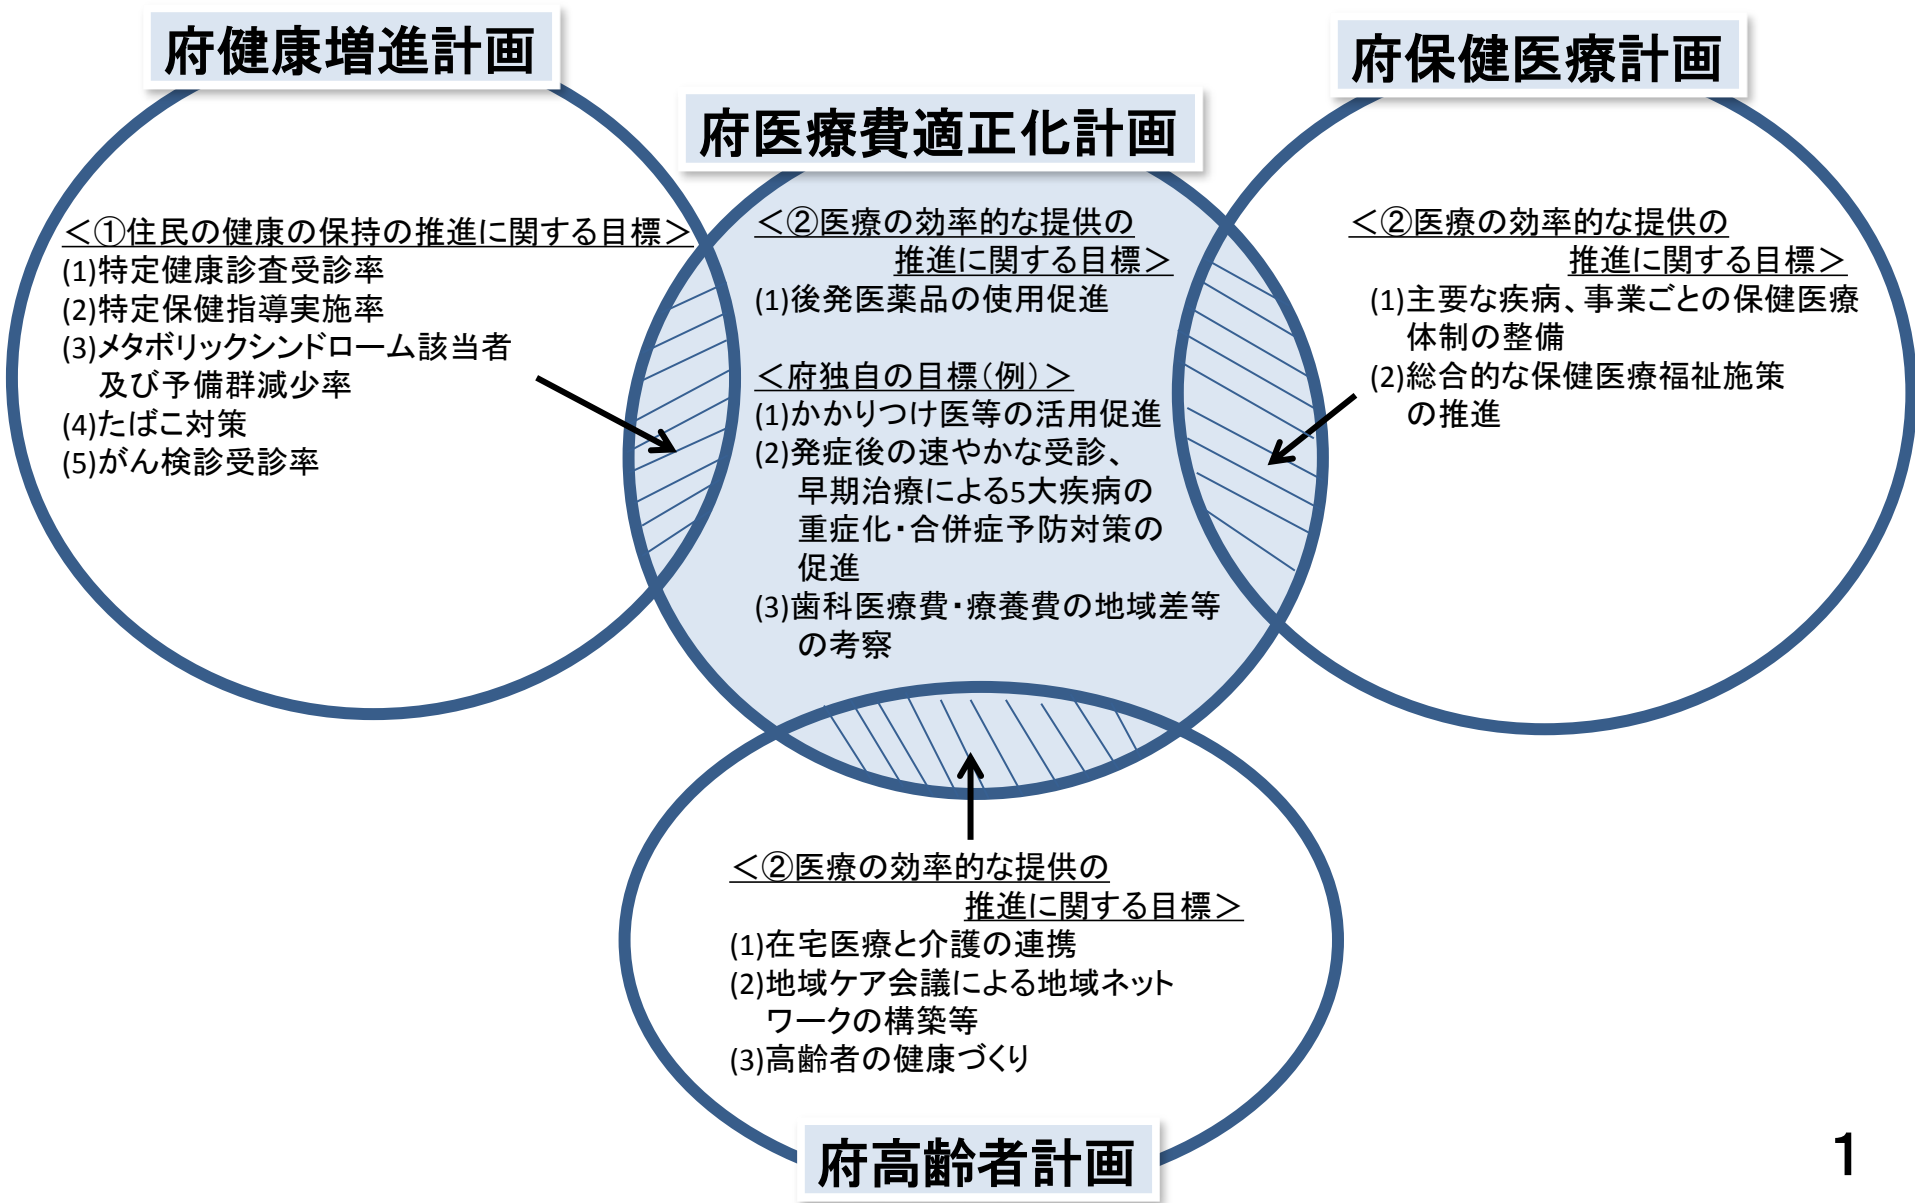 府健康増進計画
<①住民の健康の保持の推進に関する目標>
(1)特定健康診査受診率
(2)特定保健指導実施率
(3)メタボリックシンドローム該当者
及び予備群減少率
(4)たばこ対策
(5)がん検診受診率
府医療費適正化計画
<②医療の効率的な提供の
推進に関する目標>
(1)後発医薬品の使用促進
<府独自の目標(例)>
(1)かかりつけ医等の活用促進
(2)発症後の速やかな受診、
早期治療による5大疾病の
重症化・合併症予防対策の
促進
(3)歯科医療費・療養費の地域差等
の考察
府保健医療計画
<②医療の効率的な提供の
推進に関する目標>
(1)主要な疾病、事業ごとの保健医療
体制の整備
(2)総合的な保健医療福祉施策
の推進
<②医療の効率的な提供の
推進に関する目標>
(1)在宅医療と介護の連携
(2)地域ケア会議による地域ネット
ワークの構築等
(3)高齢者の健康づくり
府高齢者計画
1